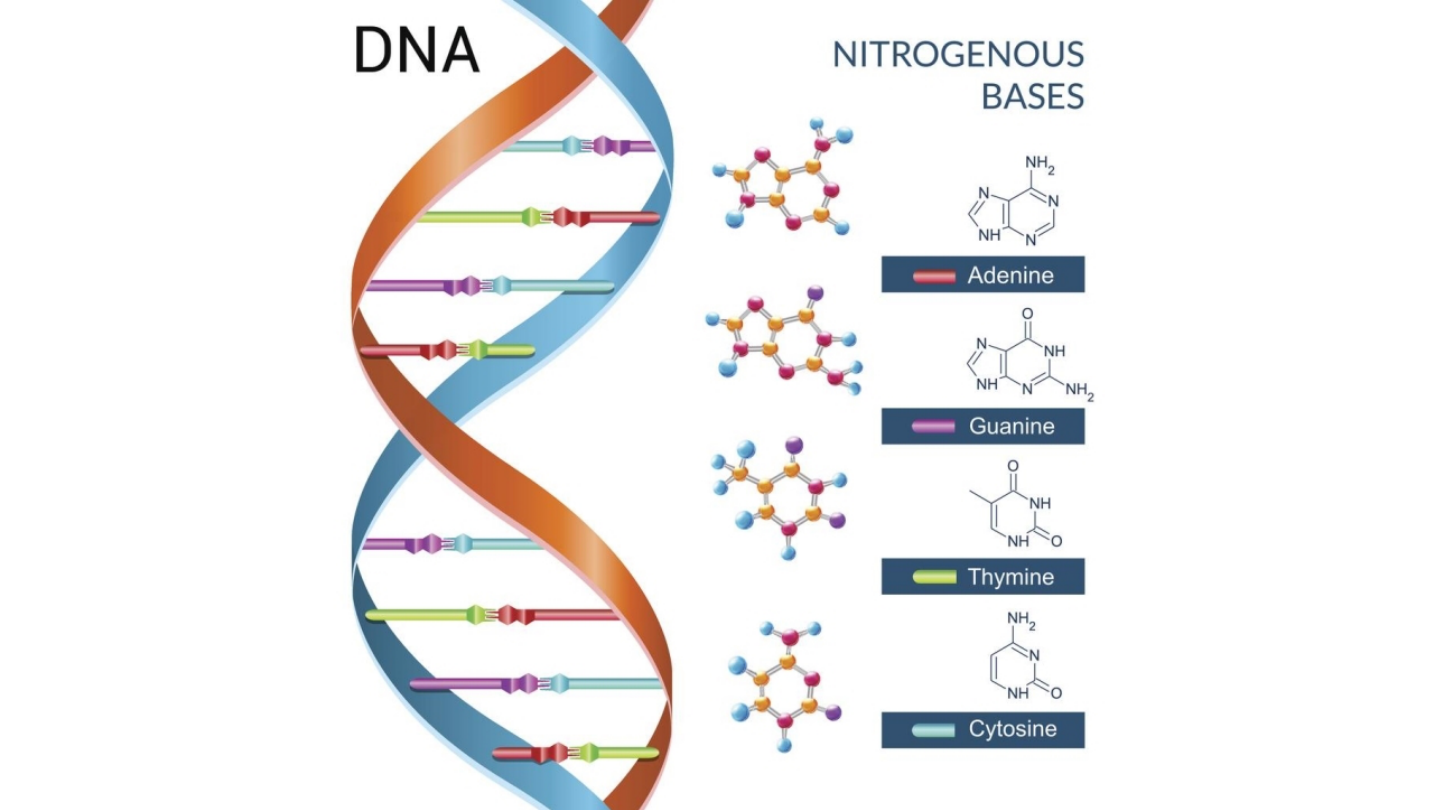 DNA
NITROGENOUS
BASES
NH2
N
N
NH
N
Adenine
O
N
NH
NH
N
NH2
Guanine
O
NH
NH
O
Thymine
NH2
N
NH
O
Cytosine